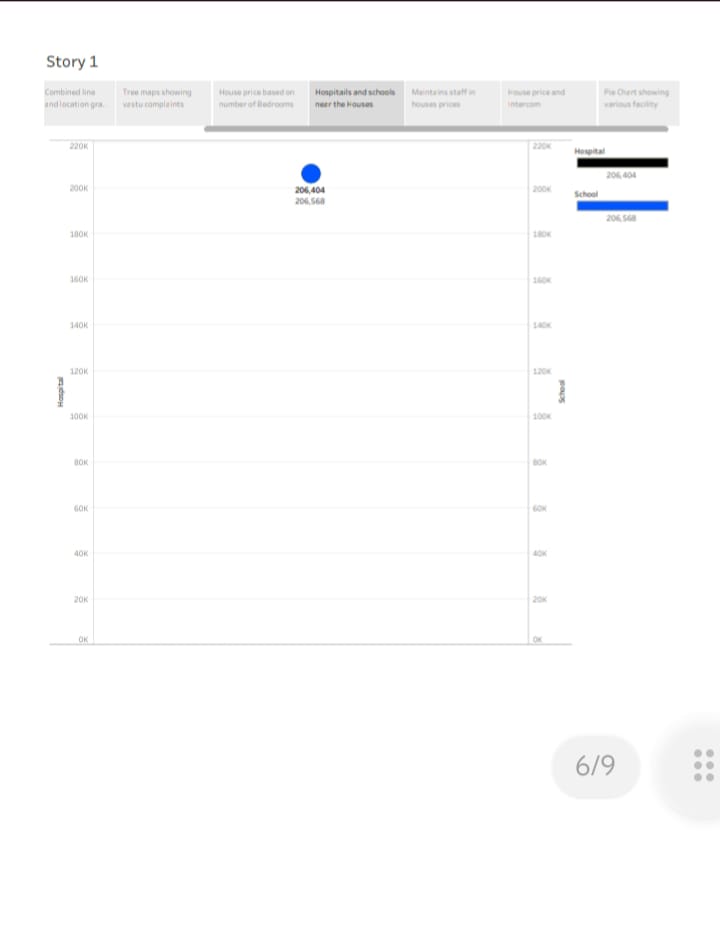 Story 1
Combined line
and location gra..
Tree maps showing
vastu complaints
House price based on
number of Bedrooms
Hospitails and schools
near the Houses
Maintains staff in
houses prices
House price and
intercom
Pie Chart showing
various facility
220K
200K
180K
160K
140K
120K
100K
80K
60K
40K
20K
0K
Hospital
206,404
206,568
220K
200K
180K
160K
140K
120K
100K
80K
60K
40K
20K
0K
School
Hospital
206,404
School
206,568
6/9